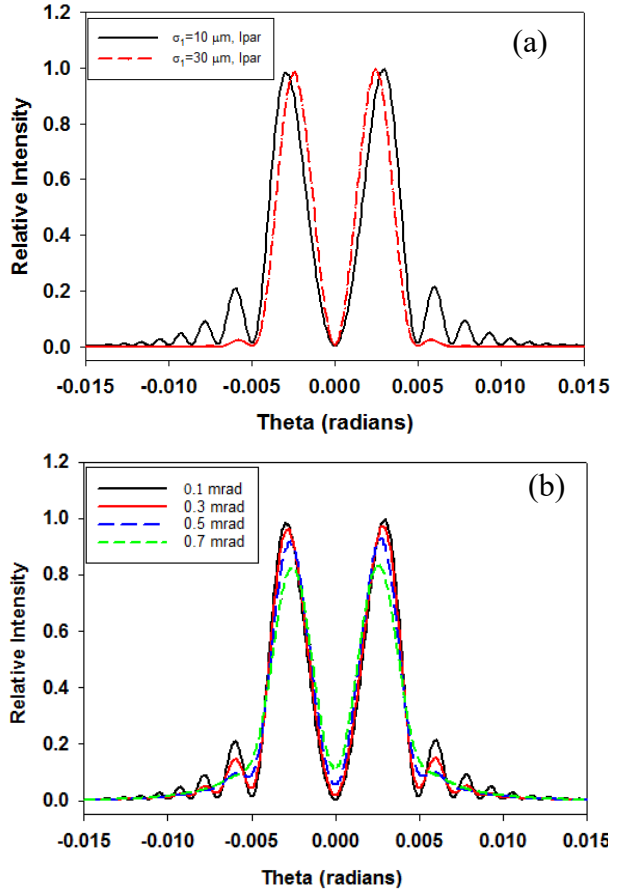 (a)
σ1=10 μm, Ipar
σ1=30 μm, Ipar
1.2
1.0
0.8
0.6
0.4
0.2
0.0
Relative Intensity
-0.015 -0.010 -0.005 0.000 0.005 0.010 0.015
Theta (radians)
(b)
0.1 mrad
0.3 mrad
0.5 mrad
0.7 mrad
1.2
1.0
0.8
0.6
0.4
0.2
0.0
Relative Intensity
-0.015 -0.010 -0.005 0.000 0.005 0.010 0.015
Theta (radians)